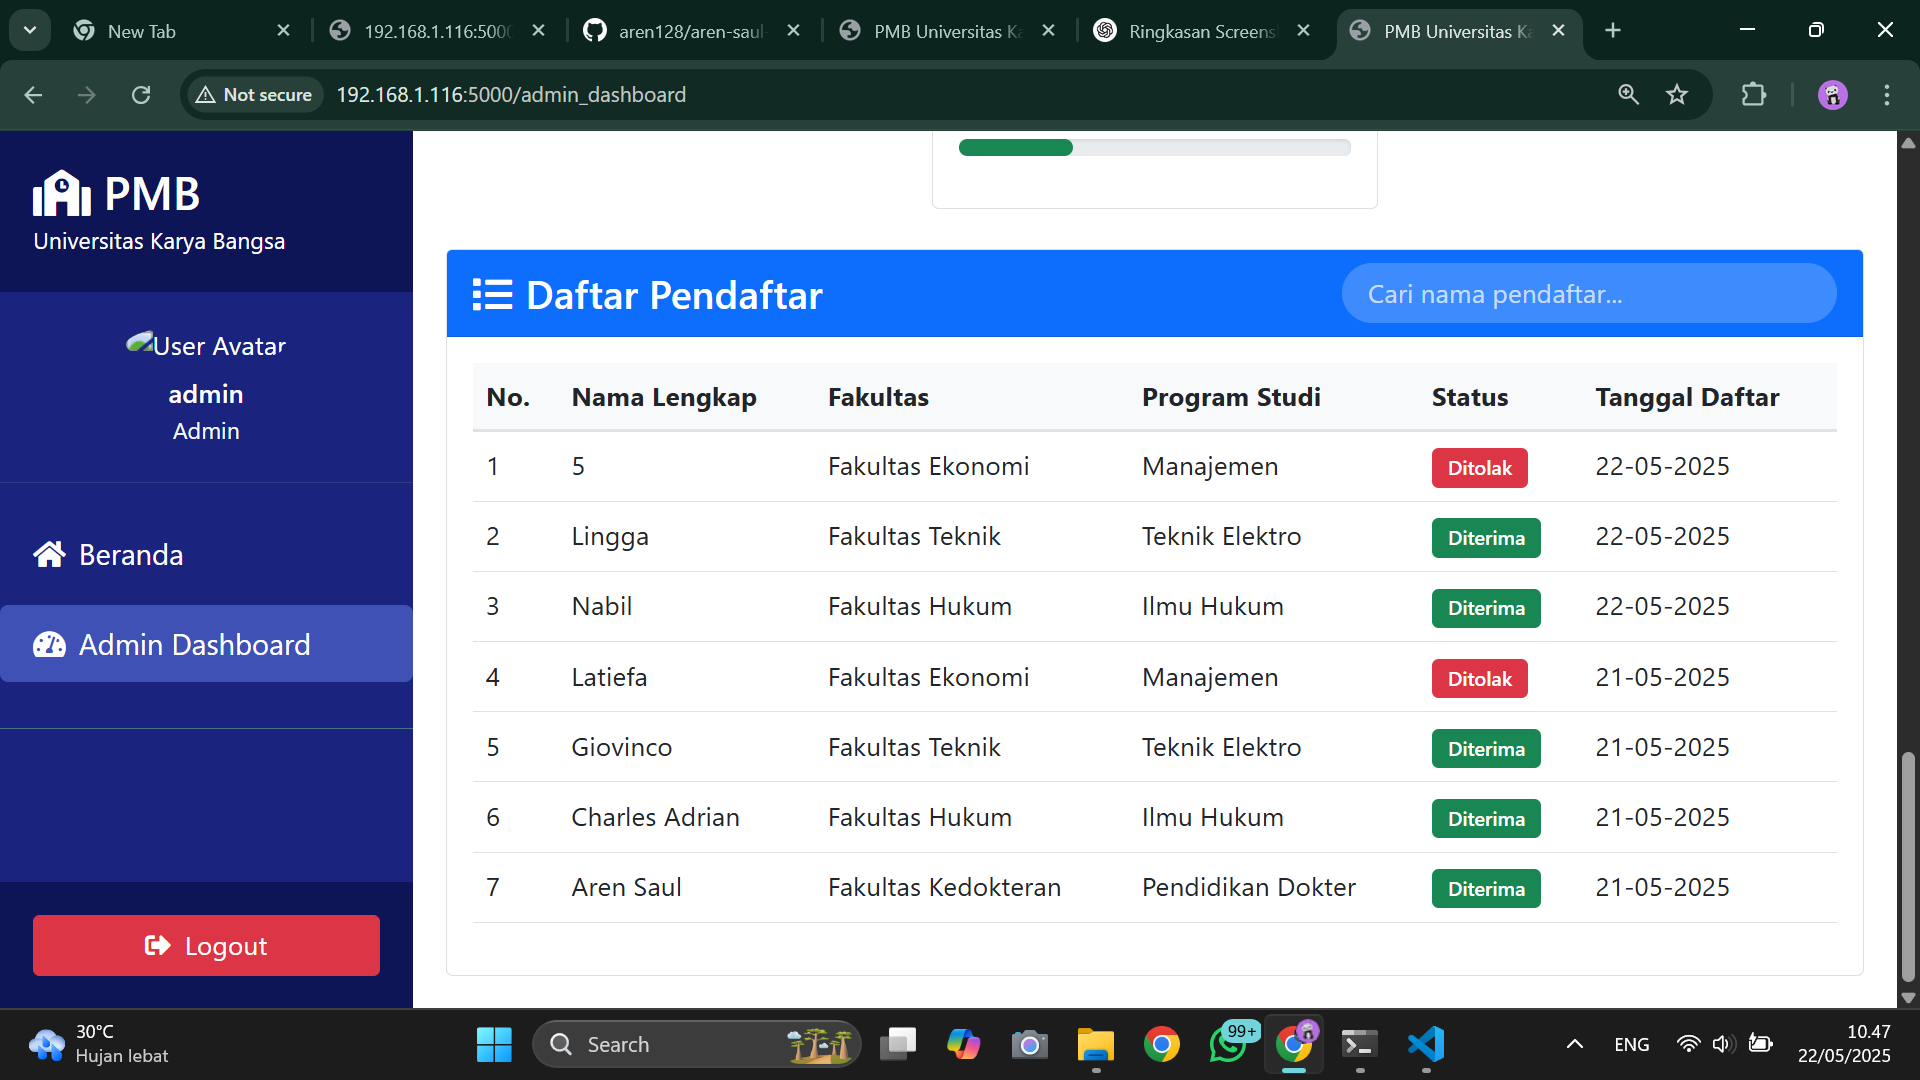 New Tab
192.168.1.116:5000
aren128/aren-saul-
PMB Universitas Ka
Ringkasan Screens
PMB Universitas Ka
Not secure
192.168.1.116:5000/admin_dashboard
PMB
Universitas Karya Bangsa
User Avatar
admin
Admin
Beranda
Admin Dashboard
Logout
Daftar Pendaftar
Cari nama pendaftar...
No. Nama Lengkap Fakultas Program Studi Status Tanggal Daftar
1 5 Fakultas Ekonomi Manajemen Ditolak 22-05-2025
2 Lingga Fakultas Teknik Teknik Elektro Diterima 22-05-2025
3 Nabil Fakultas Hukum Ilmu Hukum Diterima 22-05-2025
4 Latiefa Fakultas Ekonomi Manajemen Ditolak 21-05-2025
5 Giovinco Fakultas Teknik Teknik Elektro Diterima 21-05-2025
6 Charles Adrian Fakultas Hukum Ilmu Hukum Diterima 21-05-2025
7 Aren Saul Fakultas Kedokteran Pendidikan Dokter Diterima 21-05-2025
30°C
Hujan lebat
Search
99+
ENG
10.47
22/05/2025